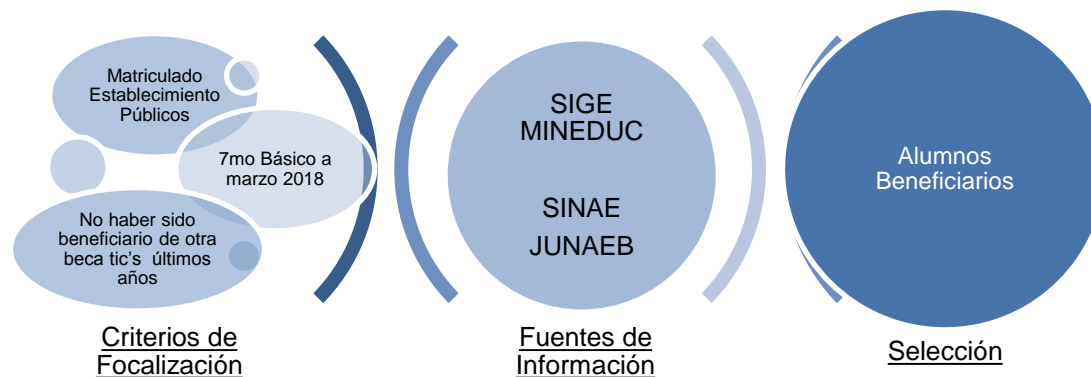 Matriculado
Establecimiento
Públicos
7mo Básico a
marzo 2018
No haber sido
beneficiario de otra
beca tic's últimos
años
Criterios de
Focalización
SIGE
MINEDUC
SINAE
JUNAEB
Fuentes de
Información
Alumnos
Beneficiarios
Selección